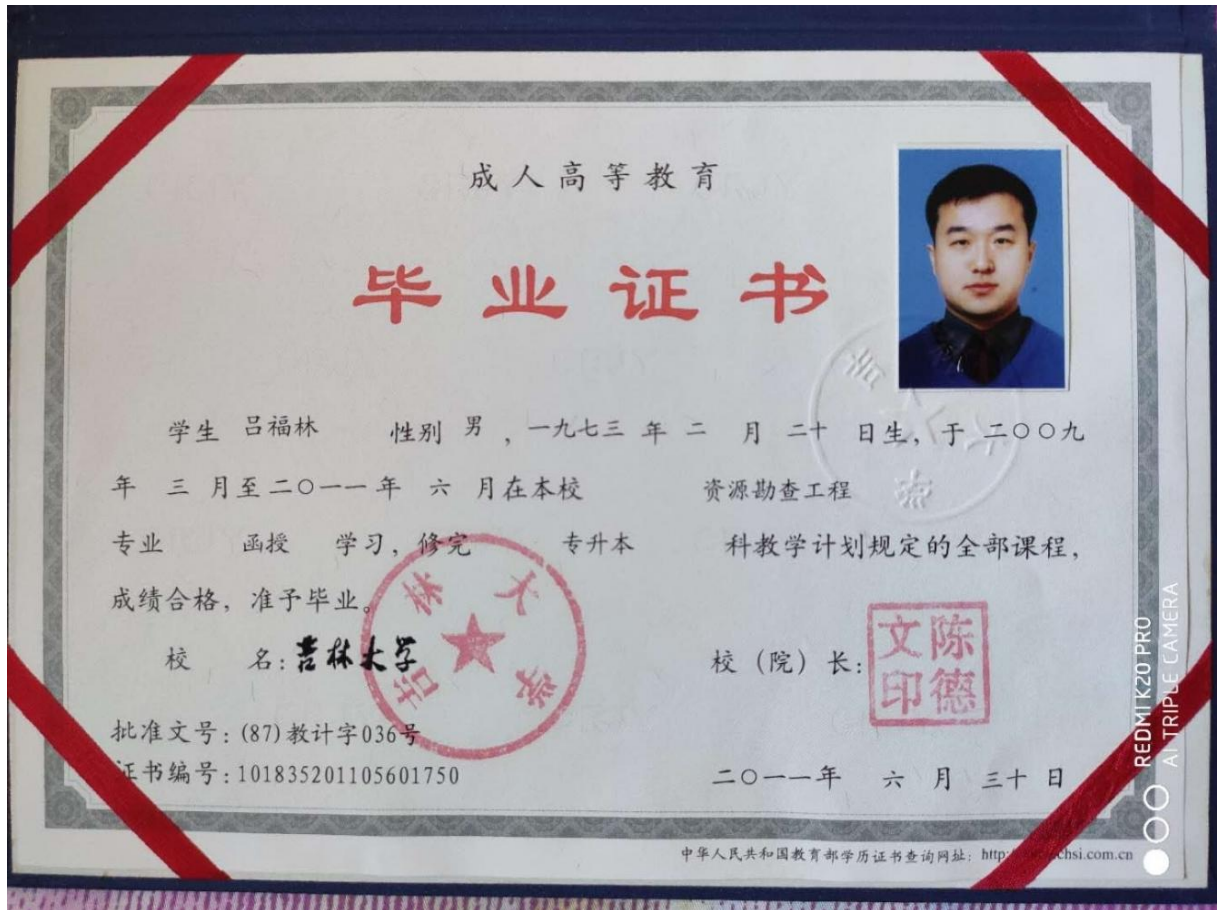 成人高等教育
毕业证书
学生 吕福林 性别 男 , 一九七三 年 二 月 二十 日生, 于 二〇〇九
年 三 月至 二〇一一 年 六 月在本校 资源勘查工程
专业 函授 学习, 修完 专升本 科教学计划规定的全部课程,
成绩合格, 准予毕业。
校 名: 吉林大学
校(院)长:
陈德
文印
吉林大学
批准文号: (87)教计字036号
证书编号: 101835201105601750
二〇一一年 六 月 三十 日
中华人民共和国教育部学历证书查询网址: http:// chsi.com.cn
REDMI K20 PRO
AI TRIPLE CAMERA